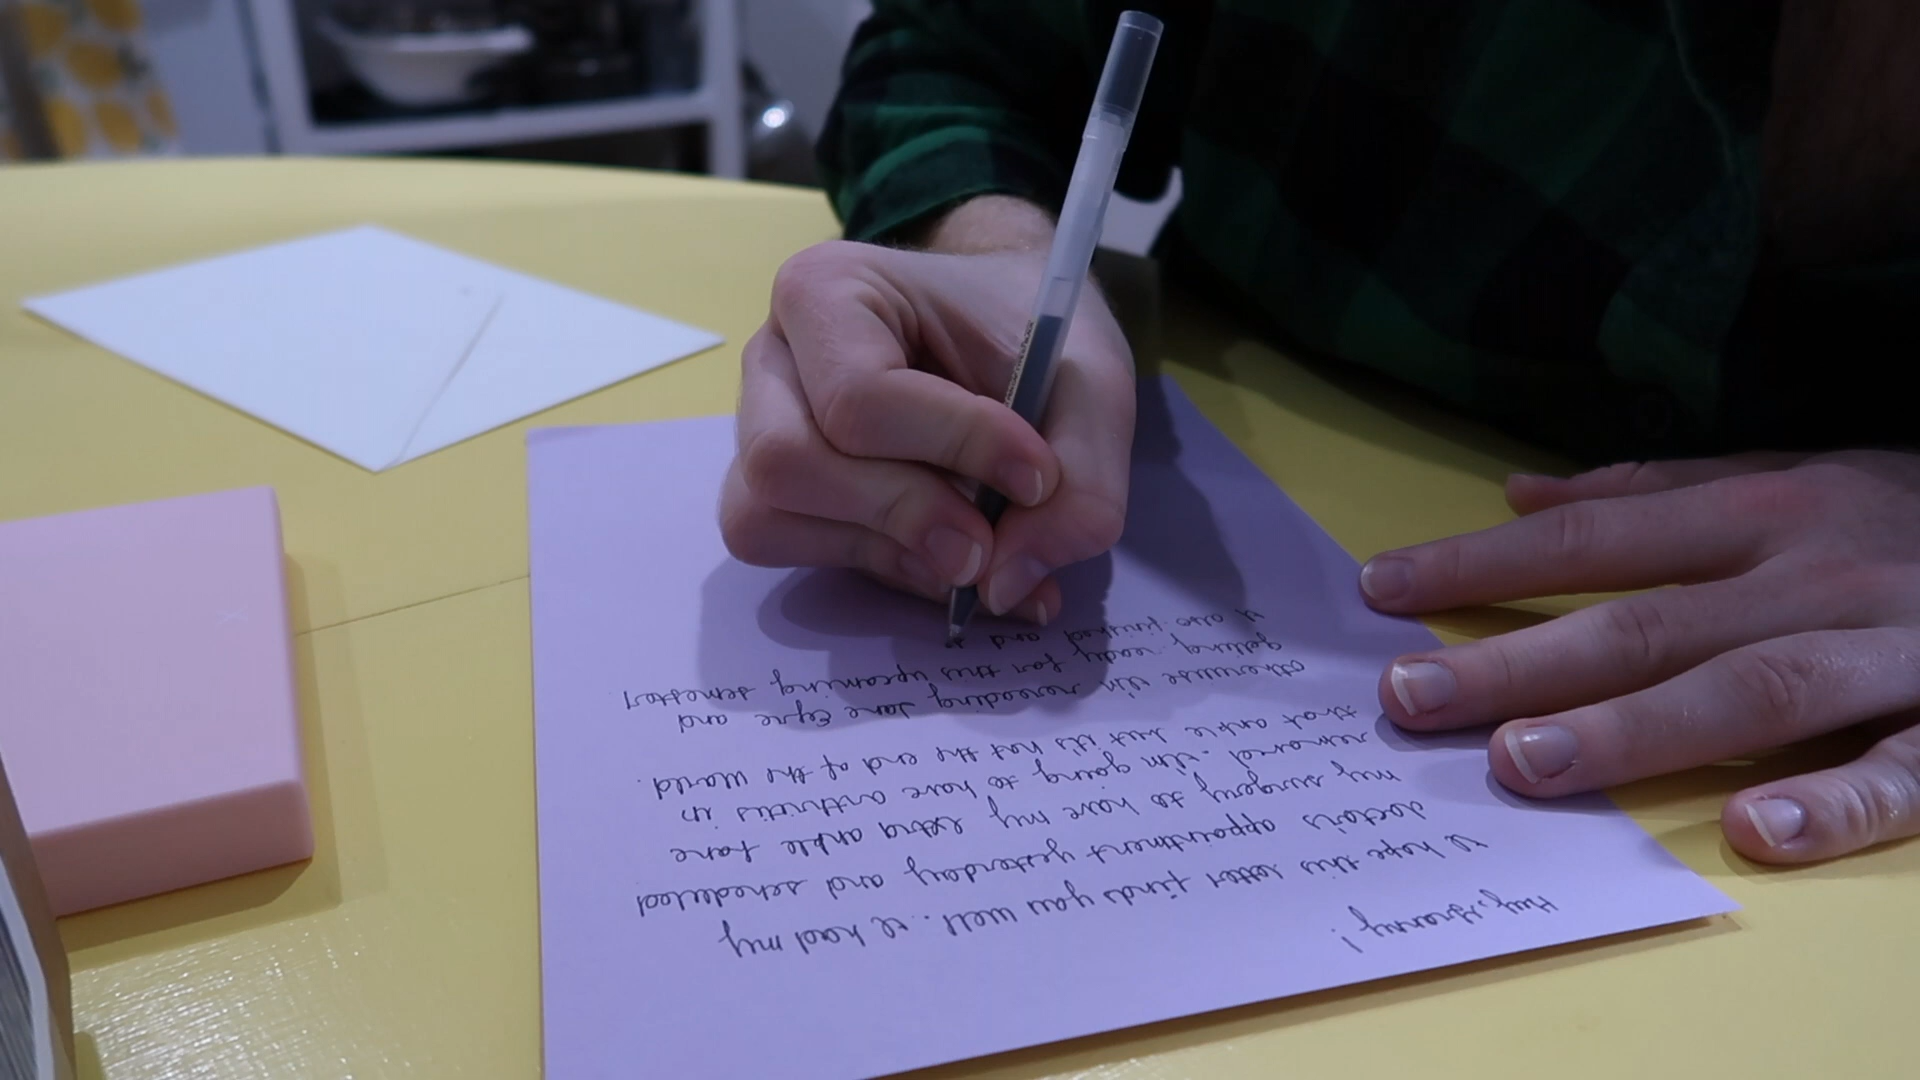 Hey, Granny!
I hope this letter finds you well. I had my
doctor's appointment yesterday and scheduled
my surgery to have my extra ankle bone
removed. I'm going to have arthritis in
that ankle but it's not the end of the world.
Otherwise I'm rereading Jane Eyre and
getting ready for this upcoming semester
I also finished and